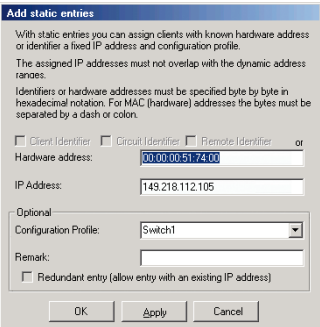 Add static entries
With static entries you can assign clients with known hardware address
or identifier a fixed IP address and configuration profile.
The assigned IP addresses must not overlap with the dynamic address
ranges.
Identifiers or hardware addresses must be specified byte by byte in
hexadecimal notation. For MAC (hardware) addresses the bytes must be
separated by a dash or colon.
Client Identifier Circuit Identifier Remote Identifier or
Hardware address: 00:00:00:51:74:00
IP Address: 149.218.112.105
Optional
Configuration Profile: Switch1
Remark:
Redundant entry (allow entry with an existing IP address)
OK Apply Cancel